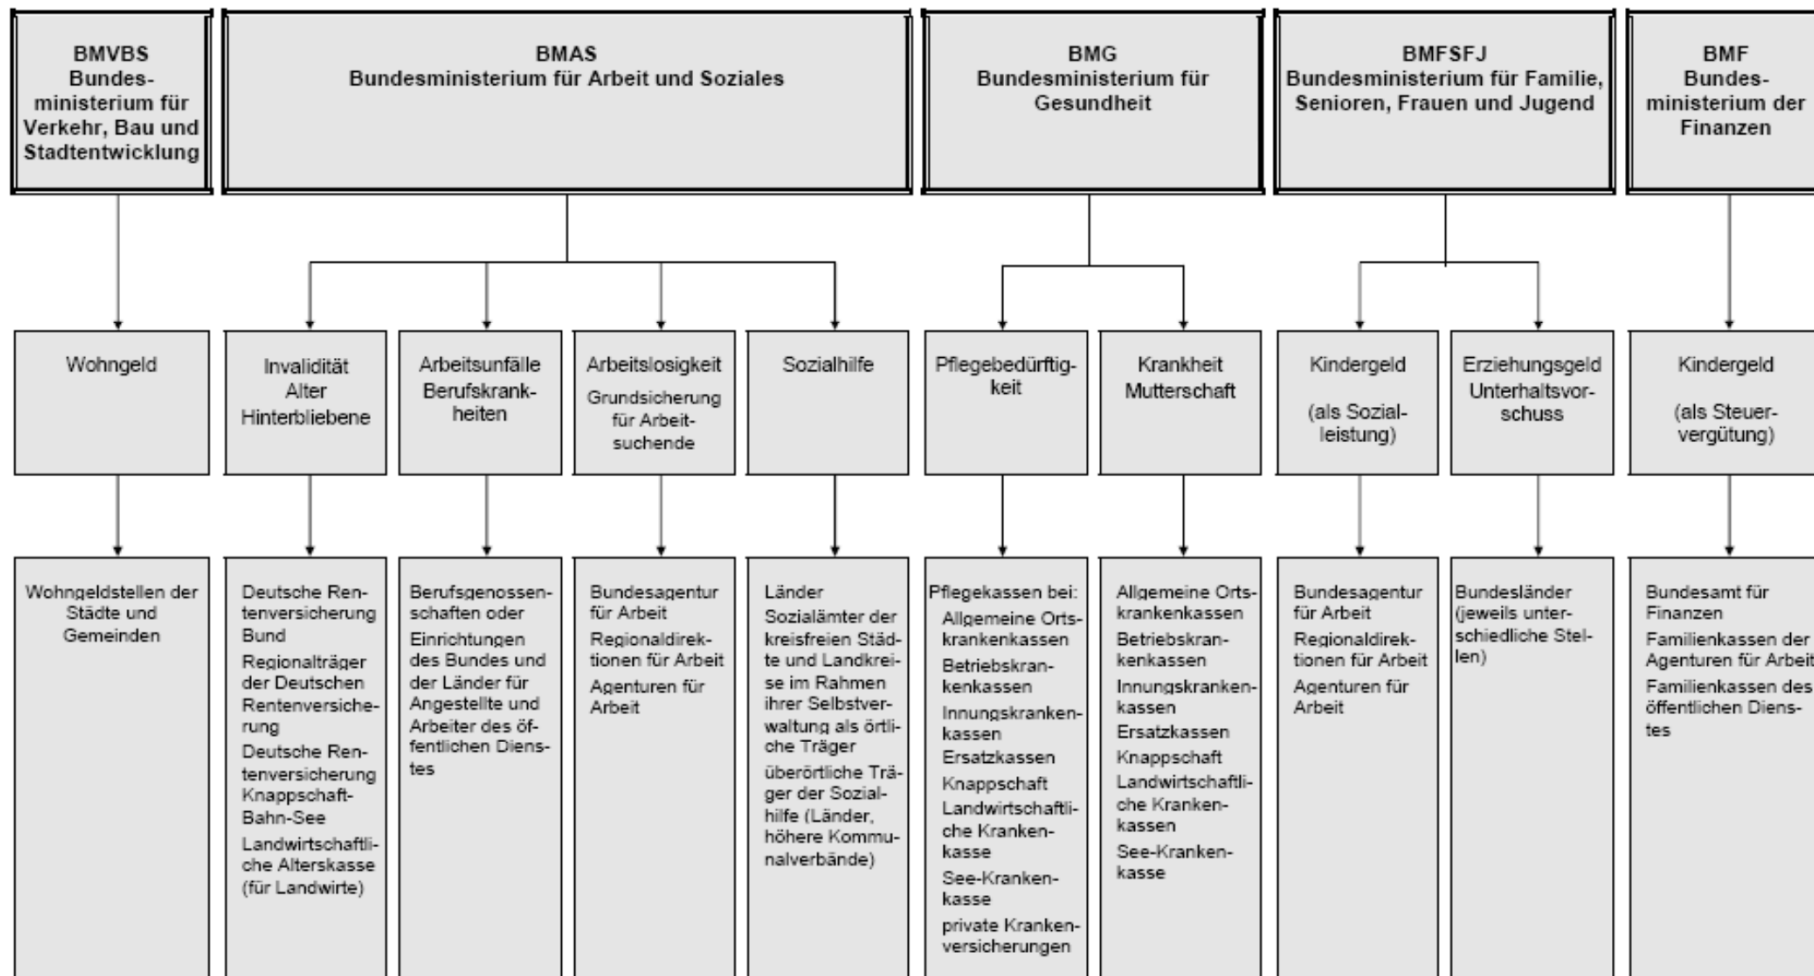 BMVBS
Bundes-
ministerium für
Verkehr, Bau und
Stadtentwicklung
BMAS
Bundesministerium für Arbeit und Soziales
BMG
Bundesministerium für
Gesundheit
BMFSFJ
Bundesministerium für Familie,
Senioren, Frauen und Jugend
BMF
Bundes-
ministerium der
Finanzen
Wohngeld
Invalidität
Alter
Hinterbliebene
Arbeitsunfälle
Berufskrank-
heiten
Arbeitslosigkeit
Grundsicherung
für Arbeit-
suchende
Sozialhilfe
Pflegebedürftig-
keit
Krankheit
Mutterschaft
Kindergeld
(als Sozial-
leistung)
Erziehungsgeld
Unterhaltsvor-
schuss
Kindergeld
(als Steuer-
vergütung)
Wohngeldstellen der
Städte und
Gemeinden
Deutsche Ren-
tenversicherung
Bund
Regionalträger
der Deutschen
Rentenversiche-
rung
Deutsche Ren-
tenversicherung
Knappschaft-
Bahn-See
Landwirtschaftli-
che Alterskasse
(für Landwirte)
Berufsgenossen-
schaften oder
Einrichtungen
des Bundes und
der Länder für
Angestellte und
Arbeiter des öf-
fentlichen Diens-
tes
Bundesagentur
für Arbeit
Regionaldirek-
tionen für Arbeit
Agenturen für
Arbeit
Länder
Sozialämter der
kreisfreien Städ-
te und Landkrei-
se im Rahmen
ihrer Selbstver-
waltung als örtli-
che Träger
überörtliche Trä-
ger der Sozial-
hilfe (Länder,
höhere Kommu-
nalverbände)
Pflegekassen bei:
Allgemeine Orts-
krankenkassen
Betriebskran-
kenkassen
Innungskranken-
kassen
Ersatzkassen
Knappschaft
Landwirtschaftli-
che Kranken-
kasse
See-Kranken-
kasse
private Kranken-
versicherungen
Allgemeine Orts-
krankenkassen
Betriebskran-
kenkassen
Innungskranken-
kassen
Ersatzkassen
Knappschaft
Landwirtschaftli-
che Kranken-
kassen
See-Kranken-
kasse
Bundesagentur
für Arbeit
Regionaldirek-
tionen für Arbeit
Agenturen für
Arbeit
Bundesländer
(jeweils unter-
schiedliche Stel-
len)
Bundesamt für
Finanzen
Familienkassen der
Agenturen für Arbeit
Familienkassen des
öffentlichen Diens-
tes